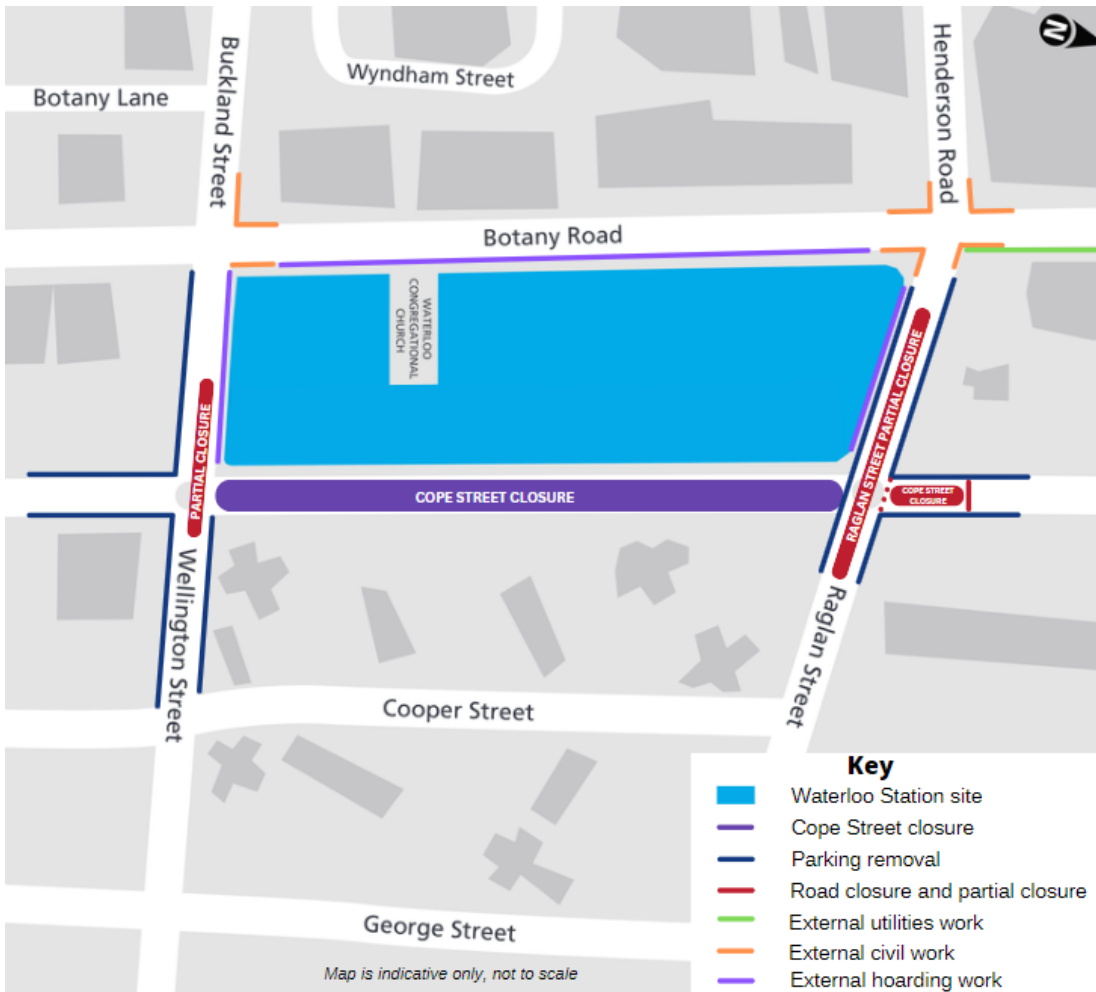 N
Buckland Street
Wyndham Street
Henderson Road
Botany Lane
Botany Road
WATERLOO
CONGREGATIONAL
CHURCH
PARTIAL CLOSURE
COPE STREET CLOSURE
RAGLAN STREET PARTIAL CLOSURE
COPE STREET
CLOSURE
Wellington Street
Raglan Street
Cooper Street
George Street
Map is indicative only, not to scale
Key
Waterloo Station site
Cope Street closure
Parking removal
Road closure and partial closure
External utilities work
External civil work
External hoarding work